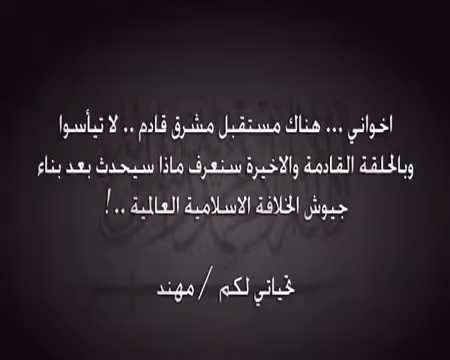 اخواني ... هناك مستقبل مشرق قادم .. لا تيأسوا
وبالحلقة القادمة والاخيرة سنعرف ماذا سيحدث بعد بناء
جيوش الخلافة الاسلامية العالمية ..!
تحياتي لكم / مهند